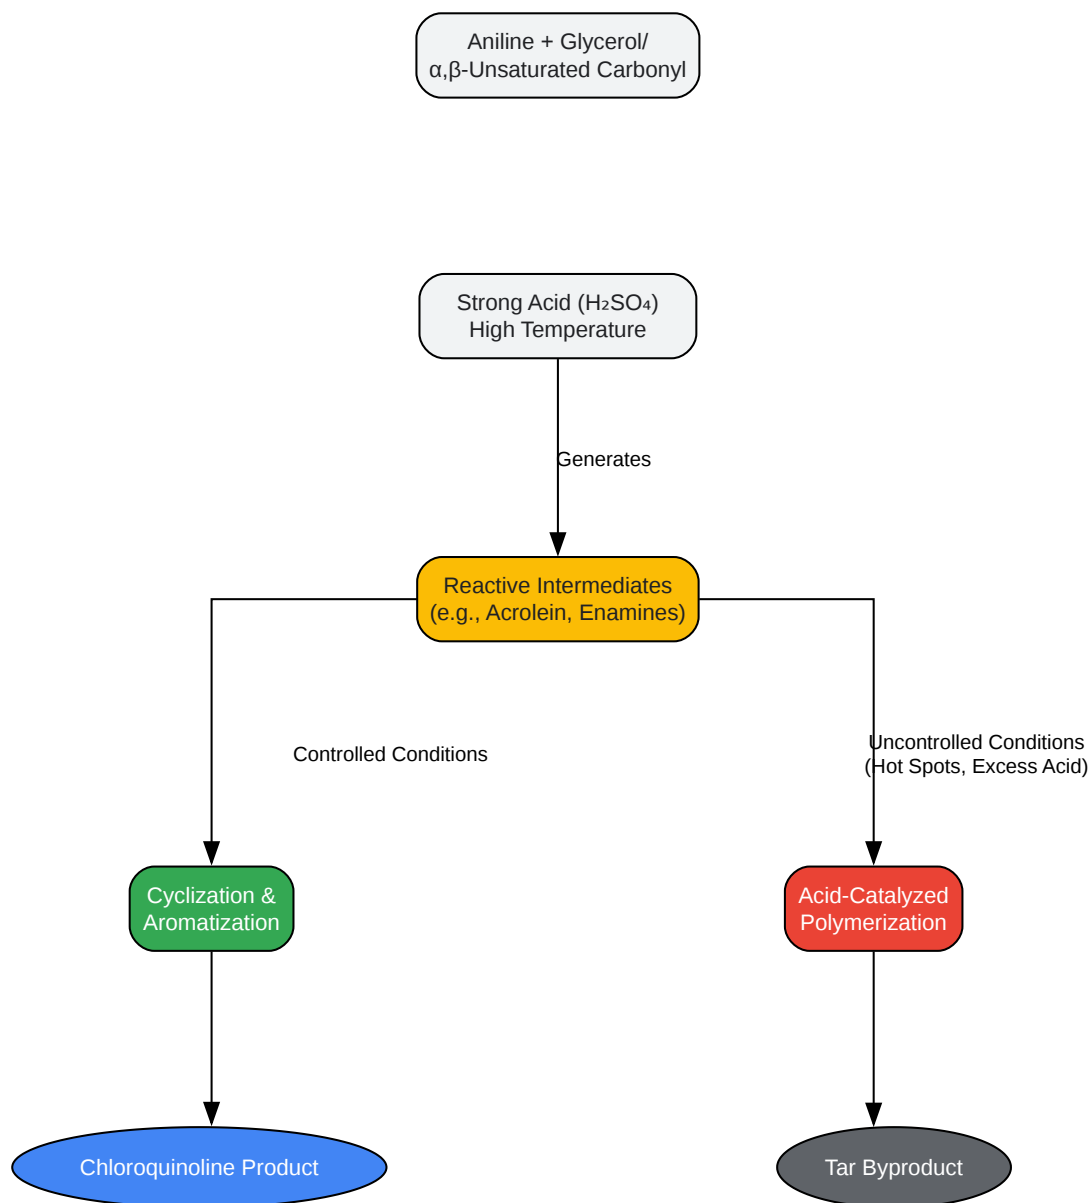 Aniline + Glycerol/
α,β-Unsaturated Carbonyl
Strong Acid (H₂SO₄)
High Temperature
Generates
Reactive Intermediates
(e.g., Acrolein, Enamines)
Controlled Conditions
Uncontrolled Conditions
(Hot Spots, Excess Acid)
Cyclization &
Aromatization
Acid-Catalyzed
Polymerization
Chloroquinoline Product
Tar Byproduct